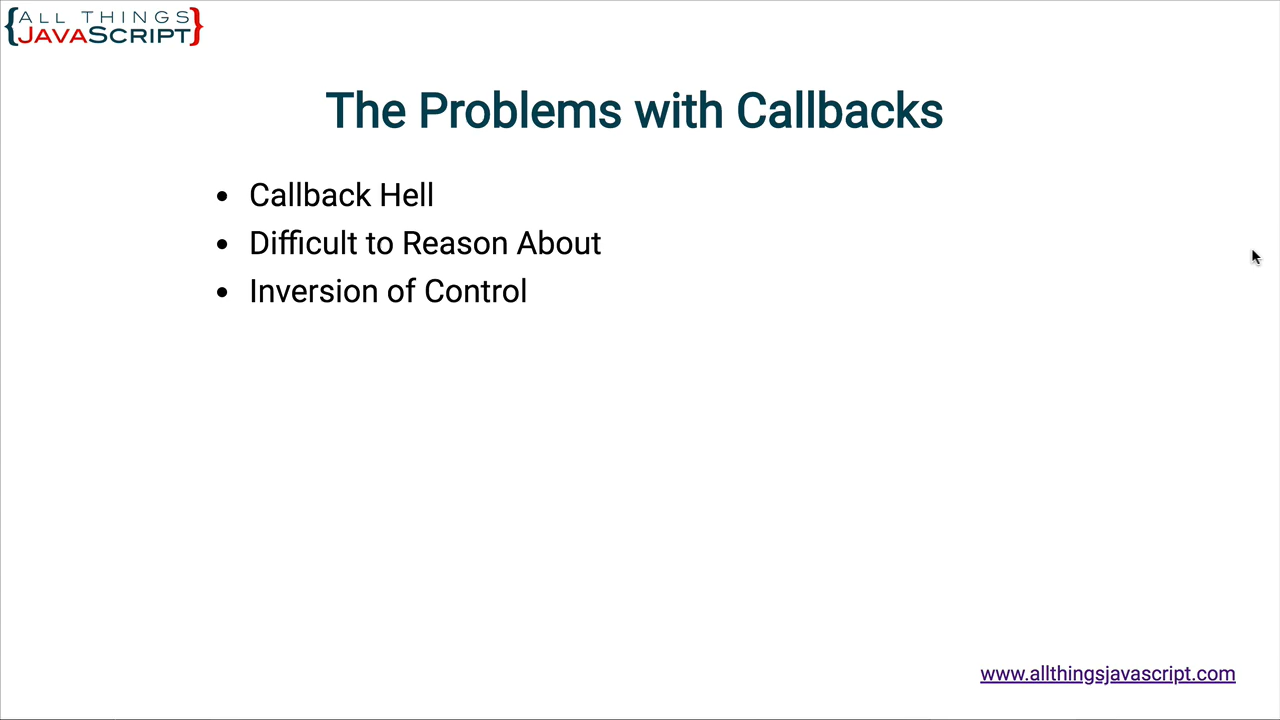 {ALL THINGS
JAVASCRIPT}
The Problems with Callbacks
• Callback Hell
• Difficult to Reason About
• Inversion of Control
www.allthingsjavascript.com